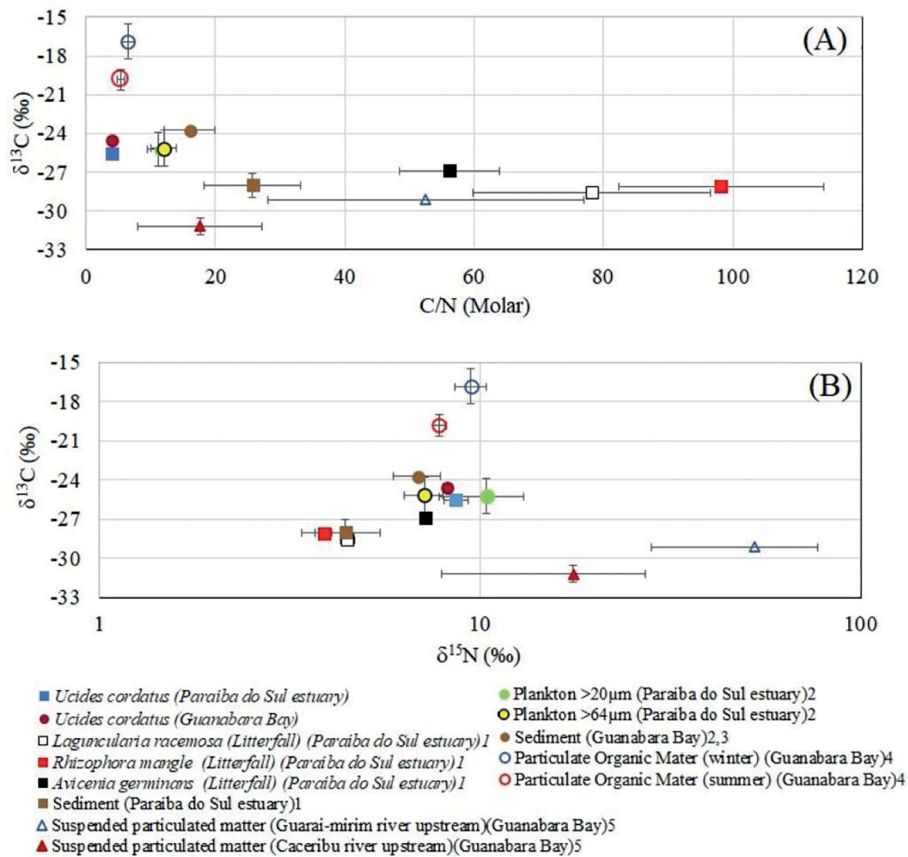 (A)
δ13C (‰)
-15
-18
-21
-24
-27
-30
-33
0 20 40 60 80 100 120
C/N (Molar)
(B)
δ13C (‰)
-15
-18
-21
-24
-27
-30
-33
1 10 100
δ15N (‰)
Ucides cordatus (Paraíba do Sul estuary)
Ucides cordatus (Guanabara Bay)
Laguncularia racemosa (Litterfall) (Paraiba do Sul estuary)1
Rhizophora mangle (Litterfall) (Paraiba do Sul estuary)1
Avicenia germinans (Litterfall) (Paraiba do Sul estuary)1
Sediment (Paraiba do Sul estuary)1
Suspended particulated matter (Guarai-mirim river upstream)(Guanabara Bay)5
Suspended particulated matter (Caceribu river upstream)(Guanabara Bay)5
Plankton >20µm (Paraiba do Sul estuary)2
Plankton >64µm (Paraiba do Sul estuary)2
Sediment (Guanabara Bay)2,3
Particulate Organic Mater (winter) (Guanabara Bay)4
Particulate Organic Mater (summer) (Guanabara Bay)4